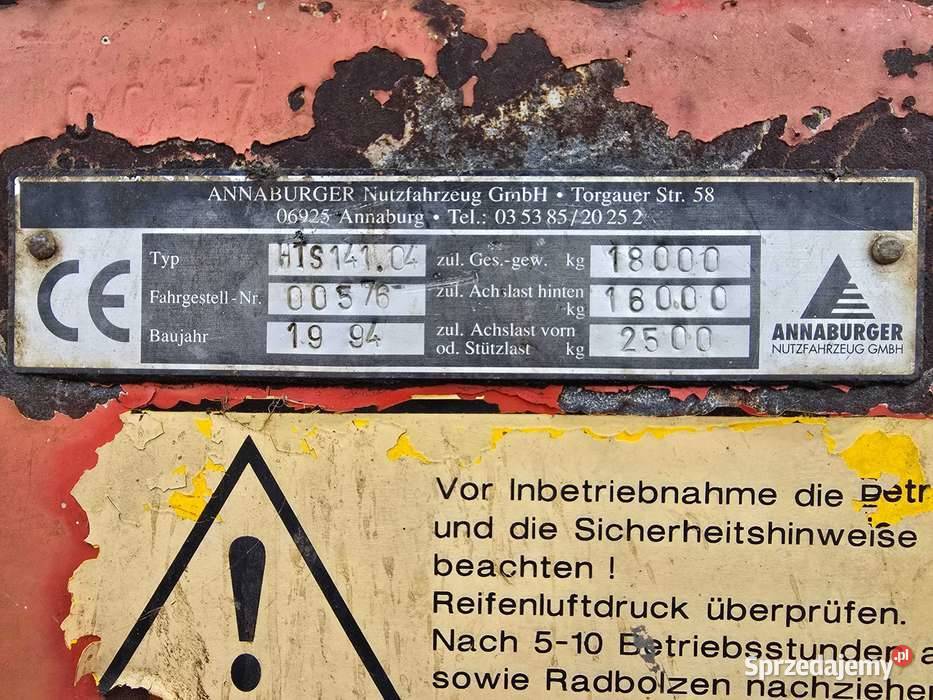 ANNABURGER Nutzfahrzeug GmbH • Torgauer Str. 58
06925 Annaburg • Tel.: 03 53 85/20 25 2
CE
Typ HTS141.04 zul. Ges.-gew. kg 18000
Fahrgestell-Nr. 00576 zul. Achslast hinten kg 16000
Baujahr 1994 zul. Achslast vorn od. Stützlast kg 2500
ANNABURGER
NUTZFAHRZEUG GMBH
!
Vor Inbetriebnahme die Betr
und die Sicherheitshinweise
beachten !
Reifenluftdruck überprüfen.
Nach 5-10 Betriebsstunden a
sowie Radbolzen nachziehen
Sprzedajemy.pl